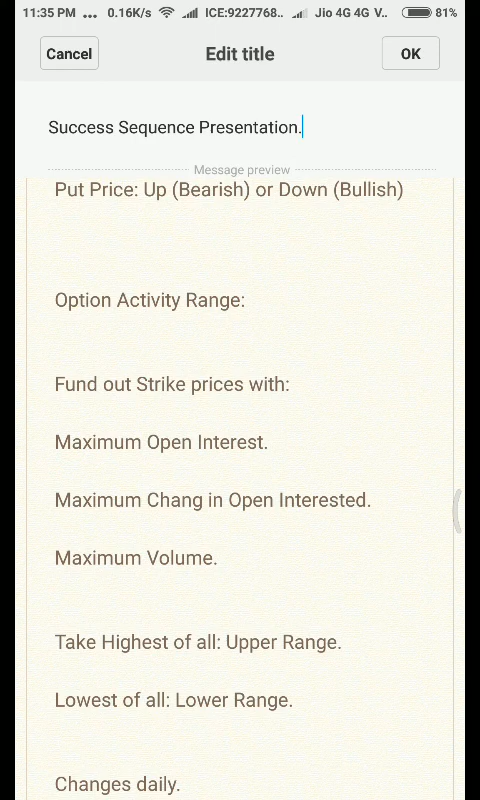 11:35 PM ... 0.16K/s ICE:9227768.. Jio 4G 4G V.. 81%
Cancel Edit title OK
Success Sequence Presentation.
Message preview
Put Price: Up (Bearish) or Down (Bullish)
Option Activity Range:
Fund out Strike prices with:
Maximum Open Interest.
Maximum Chang in Open Interested.
Maximum Volume.
Take Highest of all: Upper Range.
Lowest of all: Lower Range.
Changes daily.